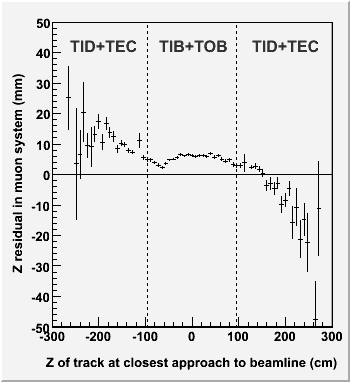 Z residual in muon system (mm)
50
40
30
20
10
0
-10
-20
-30
-40
-50
TID+TEC TIB+TOB TID+TEC
-300 -200 -100 0 100 200 300
Z of track at closest approach to beamline (cm)